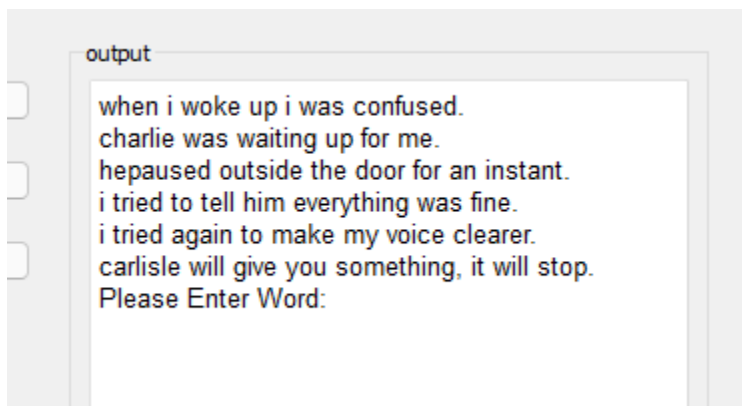 output
when i woke up i was confused.
charlie was waiting up for me.
hepaused outside the door for an instant.
i tried to tell him everything was fine.
i tried again to make my voice clearer.
carlisle will give you something, it will stop.
Please Enter Word: